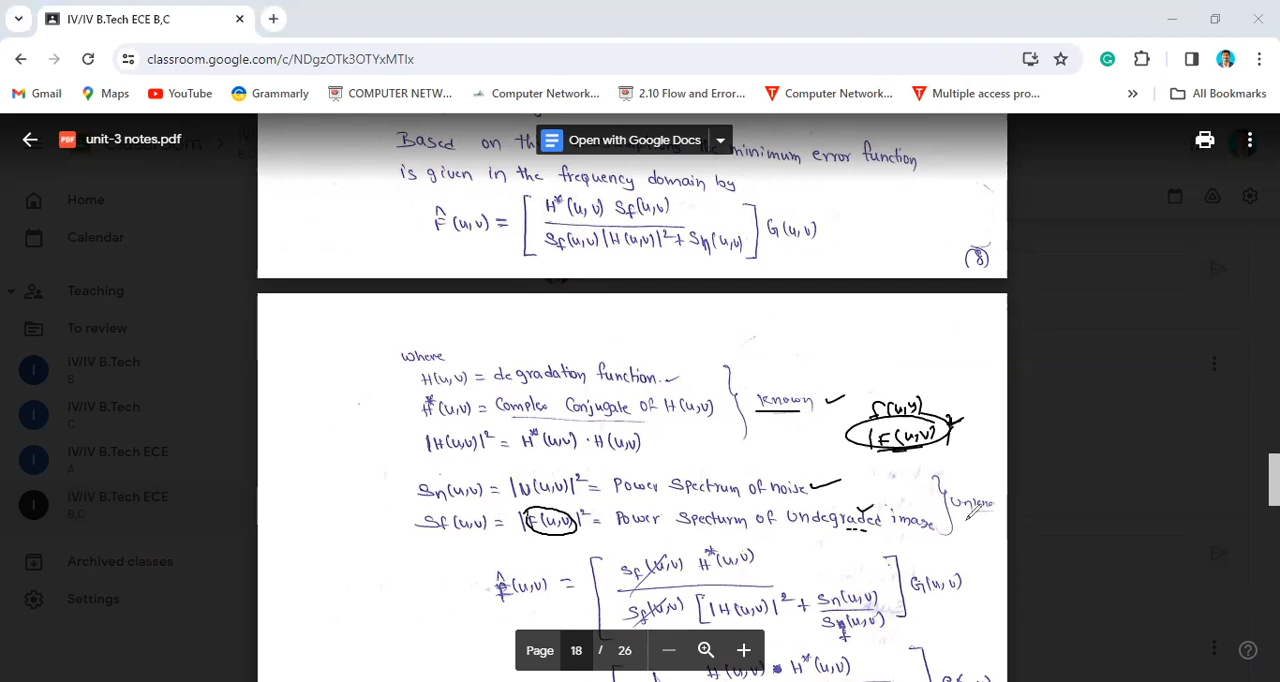 IV/IV B.Tech ECE B,C
classroom.google.com/c/NDgzOTk3OTYxMTIx
Gmail Maps YouTube Grammarly COMPUTER NETW... Computer Network... 2.10 Flow and Error... Computer Network... Multiple access pro... » All Bookmarks
unit-3 notes.pdf
Open with Google Docs
Based on th minimum error function
is given in the frequency domain by
F̂(u,v) = [ H*(u,v) Sf(u,v) / Sf(u,v) |H(u,v)|² + Sη(u,v) ] G(u,v)
(8)
Home
Calendar
Teaching
To review
IV/IV B.Tech
B
IV/IV B.Tech
C
IV/IV B.Tech ECE
A
IV/IV B.Tech ECE
B,C
Archived classes
Settings
where
H(u,v) = degradation function.
H*(u,v) = Complex Conjugate of H(u,v)
|H(u,v)|² = H*(u,v) · H(u,v)
known
|F(u,v)|²
Sη(u,v) = |N(u,v)|² = Power Spectrum of noise
Sf(u,v) = |F(u,v)|² = Power Specturm of Undegraded image
F̂(u,v) = [ Sf(u,v) H*(u,v) / Sf(u,v) [ |H(u,v)|² + Sη(u,v) / Sf(u,v) ] G(u,v)
H(u,v) · H*(u,v)
Page 18 / 26